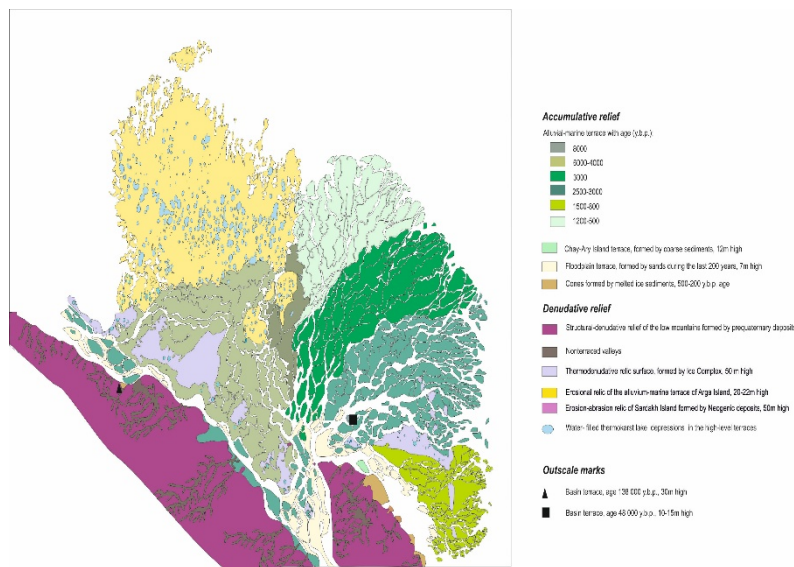 Accumulative relief
Alluvial-marine terrace with age (y.b.p.)
8000
6000-4000
3000
2500-2000
1500-800
1200-500
Chay-Ary Island terrace, formed by coarse sediments, 12m high
Floodplain terrace, formed by sands during the last 200 years, 7m high
Cones formed by melted ice sediments, 500-200 y.b.p. age
Denudative relief
Structural-denudative relief of the low mountains formed by prequaternary deposits
Nonterraced valleys
Thermodenudative relic surface, formed by Ice Complex, 60 m high
Erosional relic of the alluvium-marine terrace of Arga Island, 20-22m high
Erosion-abrasion relic of Sardakh Island formed by Neogenic deposits, 50m high
Water- filled thermokarst lake depressions in the high-level terraces
Outscale marks
Basin terrace, age 138 000 y.b.p., 30m high
Basin terrace, age 48 000 y.b.p., 10-15m high